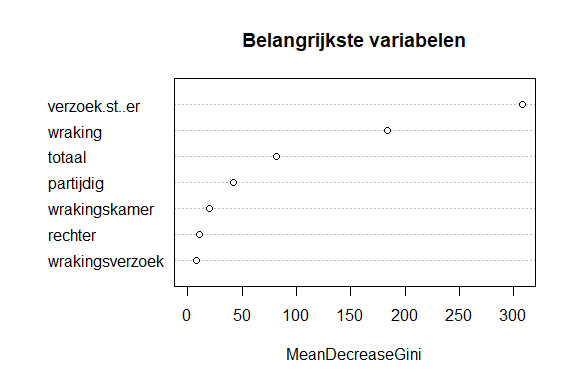 Belangrijkste variabelen
verzoek.st..er
wraking
totaal
partijdig
wrakingskamer
rechter
wrakingsverzoek
0 50 100 150 200 250 300
MeanDecreaseGini